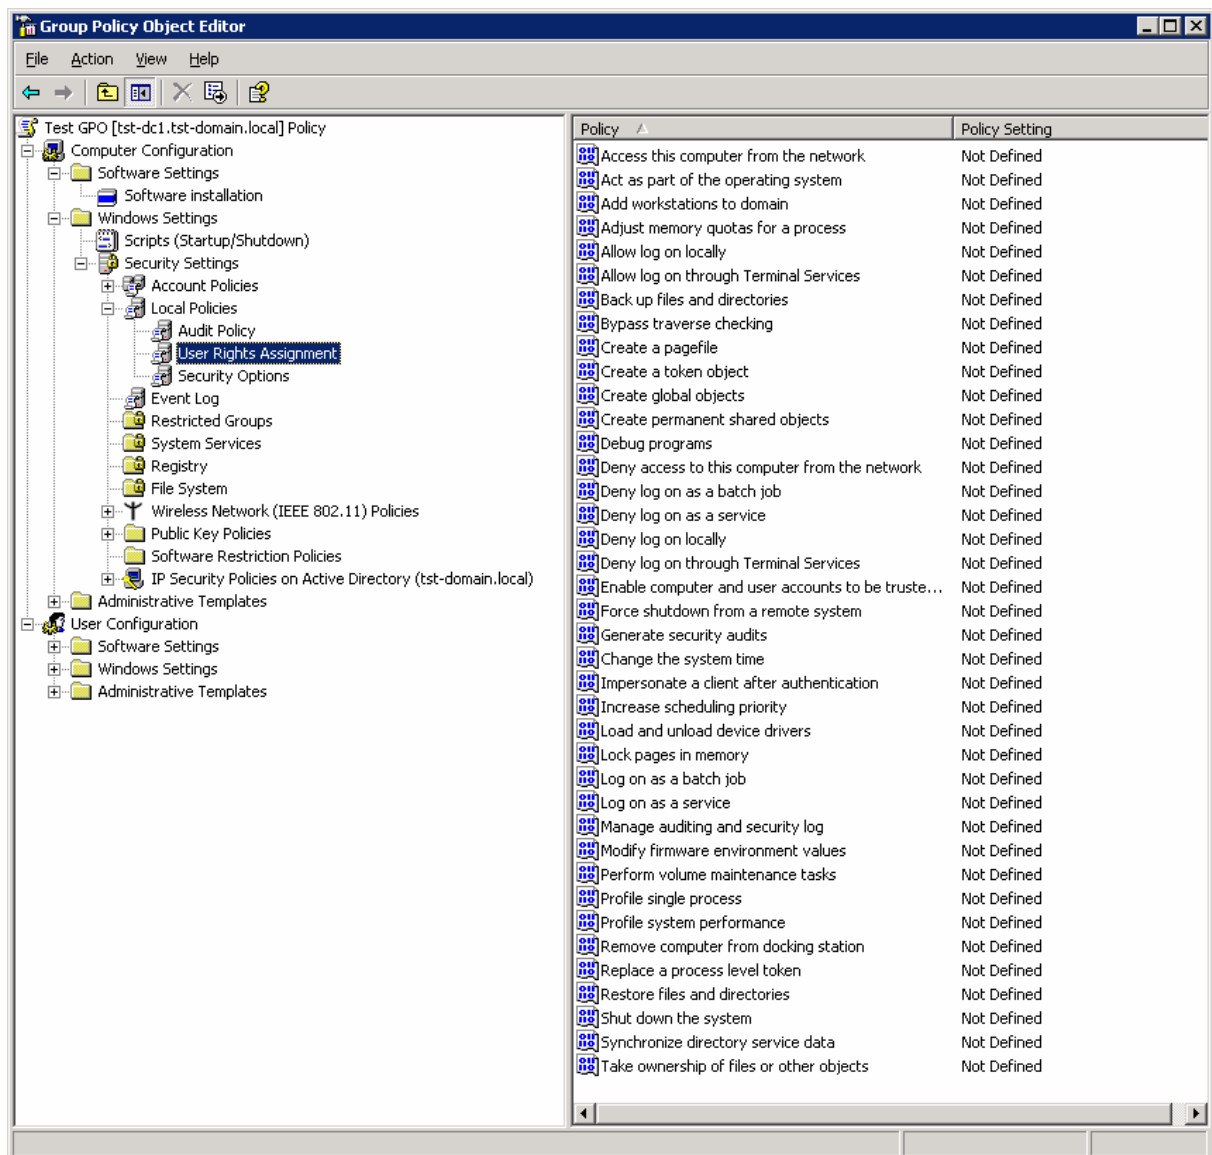 Group Policy Object Editor
File Action View Help
Test GPO [tst-dc1.tst-domain.local] Policy
Computer Configuration
Software Settings
Software installation
Windows Settings
Scripts (Startup/Shutdown)
Security Settings
Account Policies
Local Policies
Audit Policy
User Rights Assignment
Security Options
Event Log
Restricted Groups
System Services
Registry
File System
Wireless Network (IEEE 802.11) Policies
Public Key Policies
Software Restriction Policies
IP Security Policies on Active Directory (tst-domain.local)
Administrative Templates
User Configuration
Software Settings
Windows Settings
Administrative Templates
Policy Policy Setting
Access this computer from the network Not Defined
Act as part of the operating system Not Defined
Add workstations to domain Not Defined
Adjust memory quotas for a process Not Defined
Allow log on locally Not Defined
Allow log on through Terminal Services Not Defined
Back up files and directories Not Defined
Bypass traverse checking Not Defined
Create a pagefile Not Defined
Create a token object Not Defined
Create global objects Not Defined
Create permanent shared objects Not Defined
Debug programs Not Defined
Deny access to this computer from the network Not Defined
Deny log on as a batch job Not Defined
Deny log on as a service Not Defined
Deny log on locally Not Defined
Deny log on through Terminal Services Not Defined
Enable computer and user accounts to be truste... Not Defined
Force shutdown from a remote system Not Defined
Generate security audits Not Defined
Change the system time Not Defined
Impersonate a client after authentication Not Defined
Increase scheduling priority Not Defined
Load and unload device drivers Not Defined
Lock pages in memory Not Defined
Log on as a batch job Not Defined
Log on as a service Not Defined
Manage auditing and security log Not Defined
Modify firmware environment values Not Defined
Perform volume maintenance tasks Not Defined
Profile single process Not Defined
Profile system performance Not Defined
Remove computer from docking station Not Defined
Replace a process level token Not Defined
Restore files and directories Not Defined
Shut down the system Not Defined
Synchronize directory service data Not Defined
Take ownership of files or other objects Not Defined